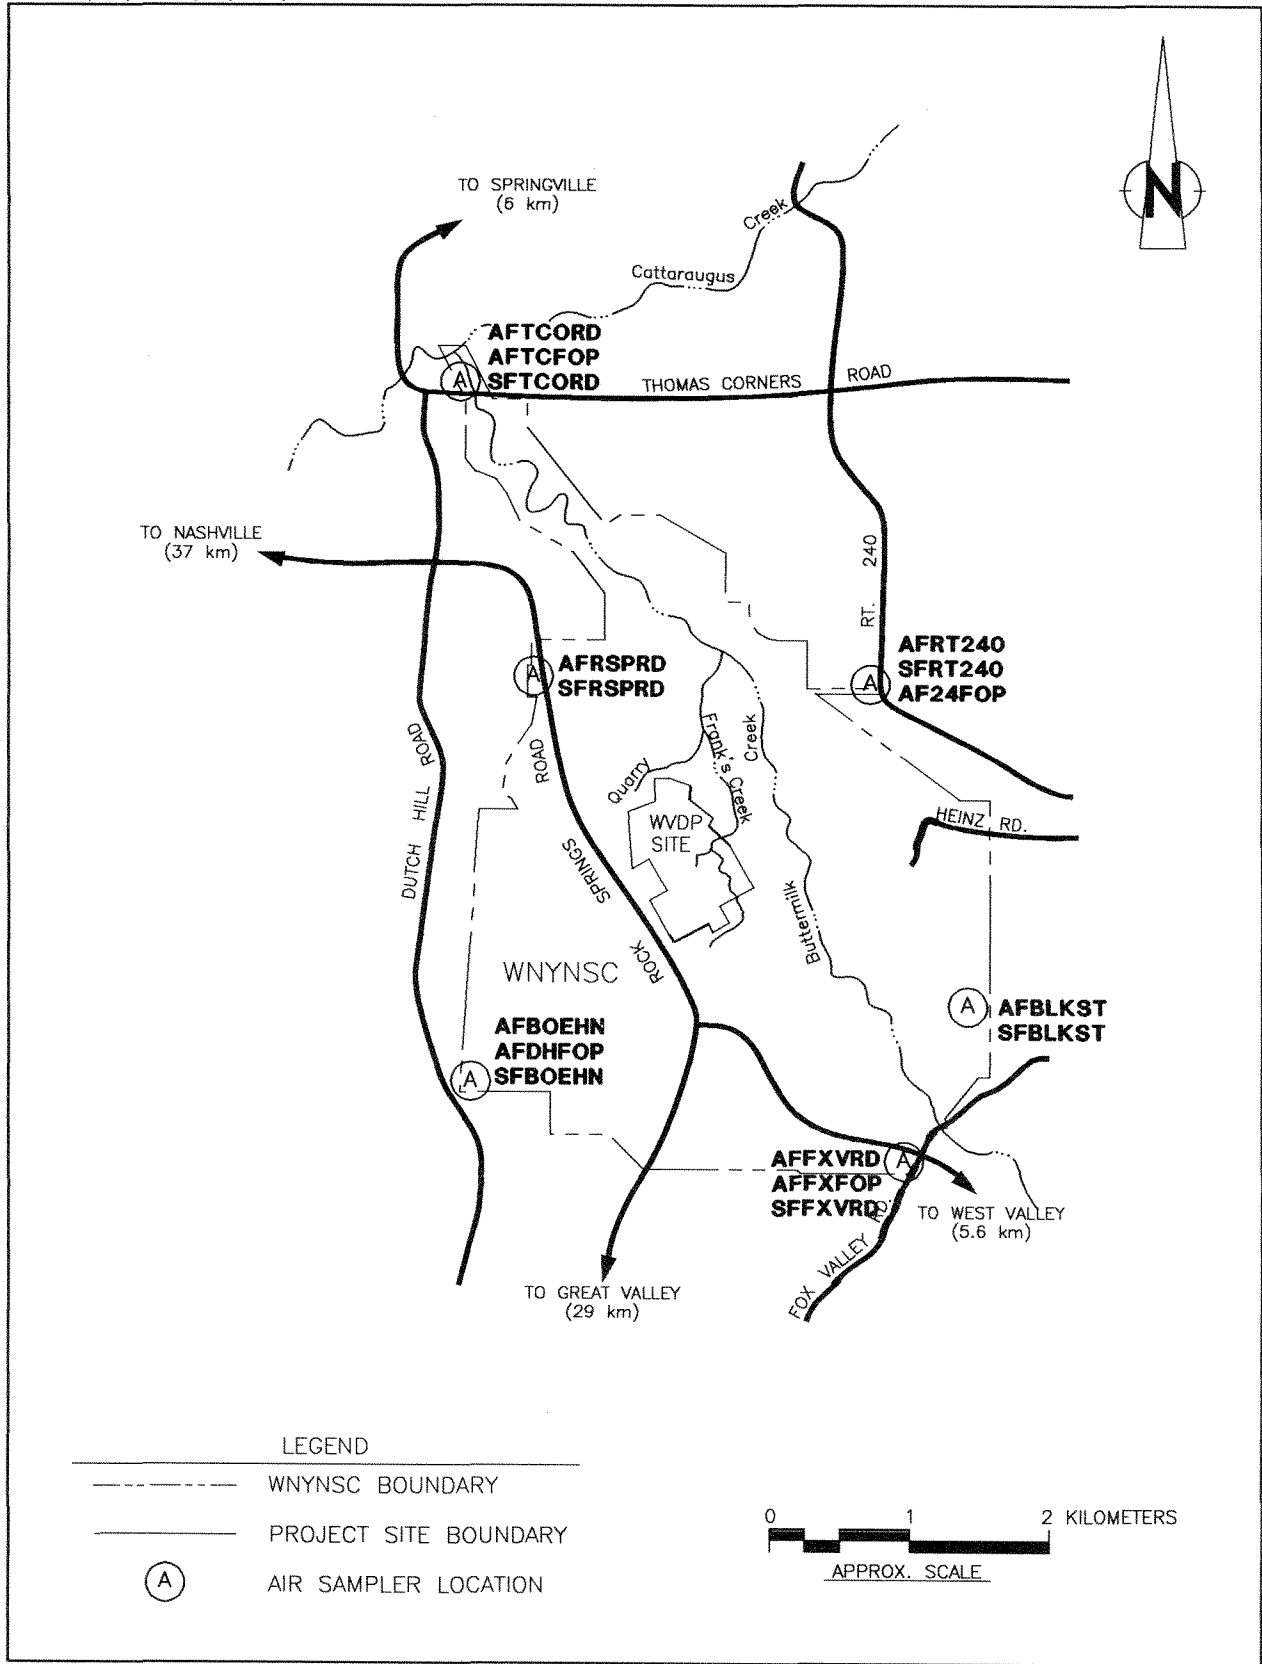 N
TO SPRINGVILLE
(6 km)
Creek
Cattaraugus
AFTCORD
AFTCFOP
SFTCORD
A
THOMAS CORNERS ROAD
TO NASHVILLE
(37 km)
RT. 240
AFRT240
SFRT240
AF24FOP
A
AFRSPRD
SFRSPRD
A
DUTCH HILL ROAD
ROCK SPRINGS ROAD
Quarry
Frank's Creek
Buttermilk Creek
WVDP
SITE
HEINZ RD.
WNYNSC
A
AFBLKST
SFBLKST
AFBOEHN
AFDHFOP
SFBOEHN
A
AFFXVRD
AFFXFOP
SFFXVRD
A
TO WEST VALLEY
(5.6 km)
FOX VALLEY RD.
TO GREAT VALLEY
(29 km)
LEGEND
WNYNSC BOUNDARY
PROJECT SITE BOUNDARY
A AIR SAMPLER LOCATION
0 1 2 KILOMETERS
APPROX. SCALE